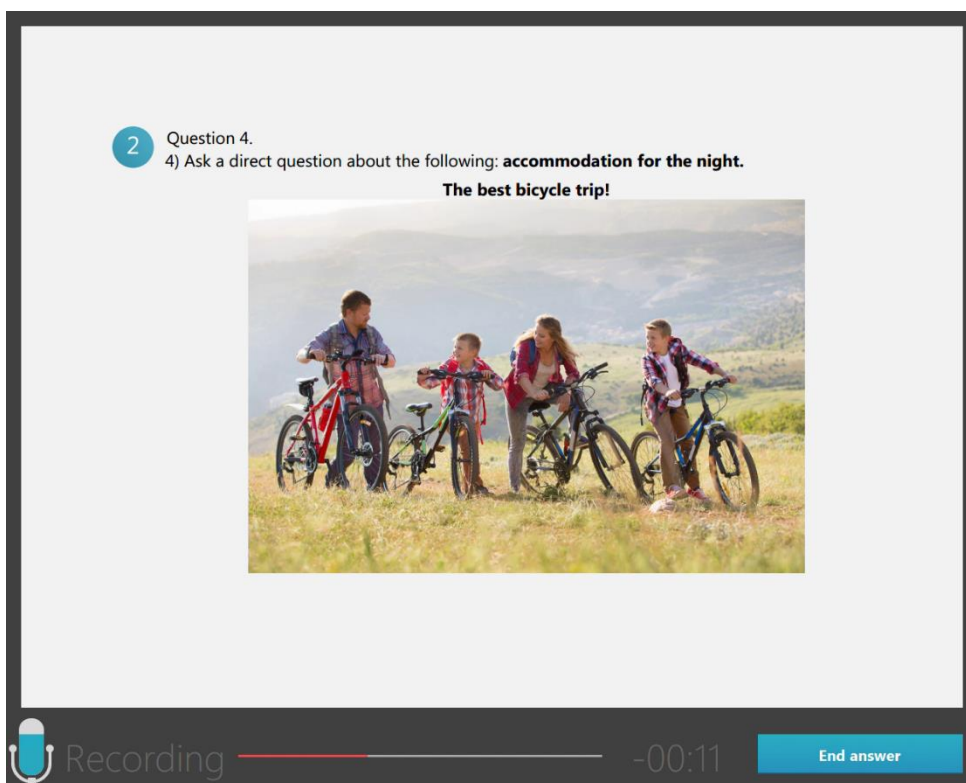 2
Question 4.
4) Ask a direct question about the following: accommodation for the night.
The best bicycle trip!
Recording
-00:11
End answer